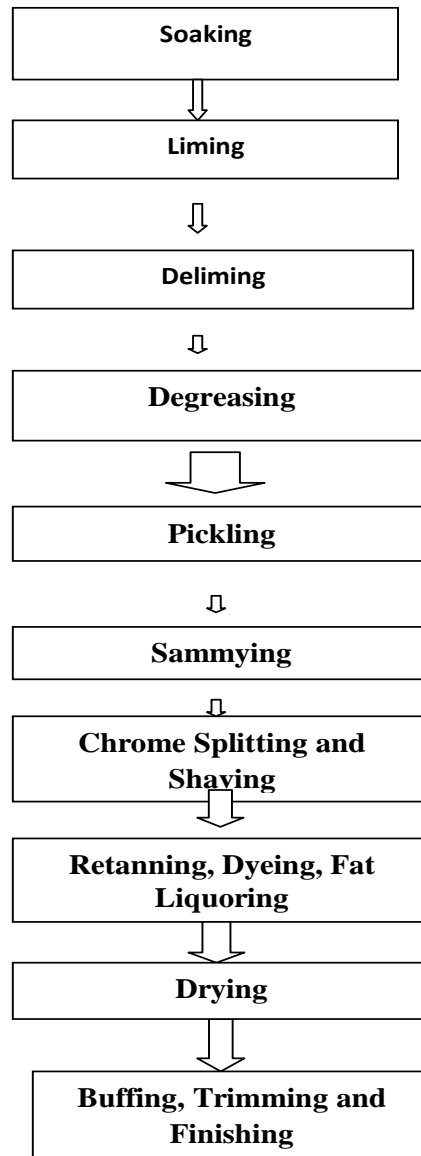 Soaking
Liming
Deliming
Degreasing
Pickling
Sammying
Chrome Splitting and
Shaving
Retanning, Dyeing, Fat
Liquoring
Drying
Buffing, Trimming and
Finishing